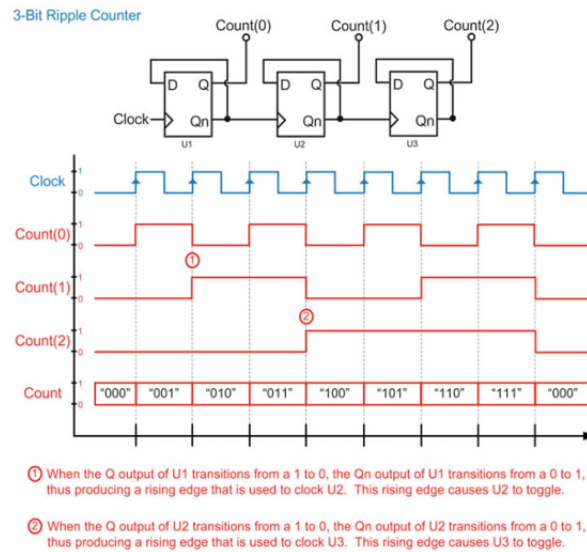 3-Bit Ripple Counter
Count(0) Count(1) Count(2)
D Q D Q D Q
Clock Qn Qn Qn
U1 U2 U3
Clock 1 0
Count(0) 1 0
1
Count(1) 1 0
2
Count(2) 1 0
Count 1 0 "000" "001" "010" "011" "100" "101" "110" "111" "000"
1 When the Q output of U1 transitions from a 1 to 0, the Qn output of U1 transitions from a 0 to 1,
thus producing a rising edge that is used to clock U2. This rising edge causes U2 to toggle.
2 When the Q output of U2 transitions from a 1 to 0, the Qn output of U2 transitions from a 0 to 1,
thus producing a rising edge that is used to clock U3. This rising edge causes U3 to toggle.